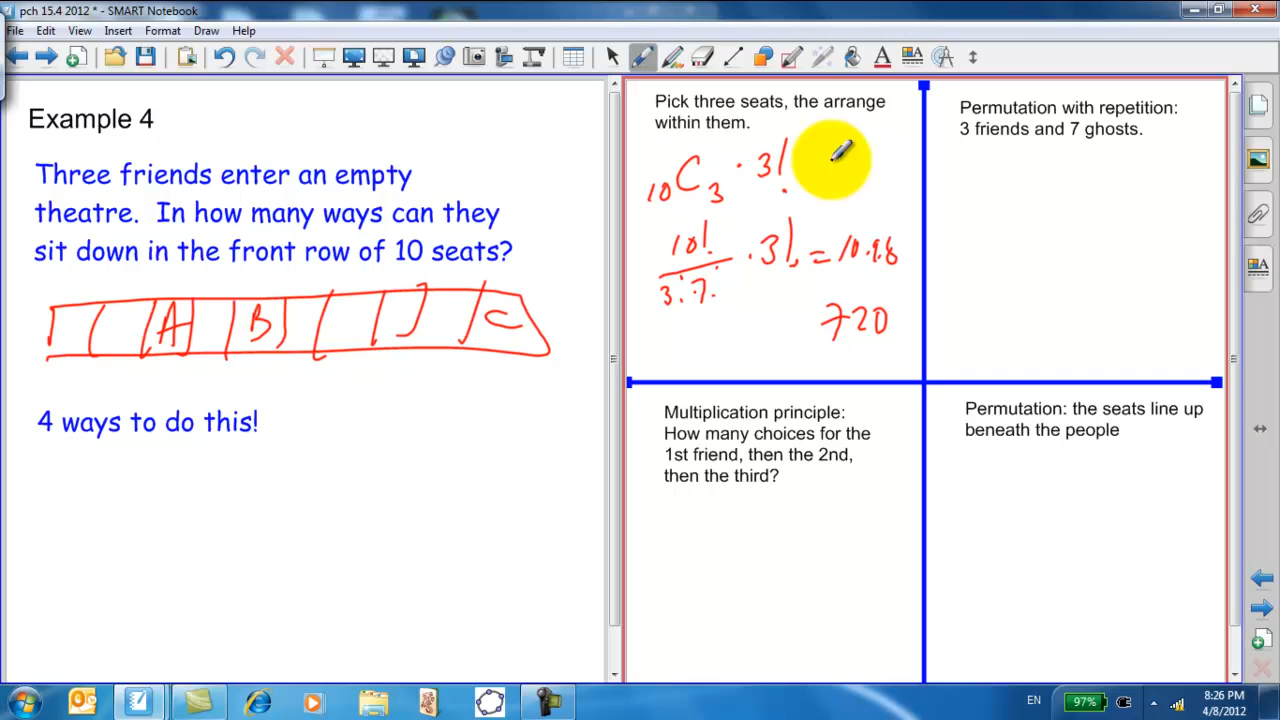 pch 15.4 2012 * - SMART Notebook
File Edit View Insert Format Draw Help
Example 4
Three friends enter an empty
theatre. In how many ways can they
sit down in the front row of 10 seats?
A B C
4 ways to do this!
Pick three seats, the arrange
within them.
10C3 · 3!
10!
3!7! · 3! = 10·9·8
720
Permutation with repetition:
3 friends and 7 ghosts.
Multiplication principle:
How many choices for the
1st friend, then the 2nd,
then the third?
Permutation: the seats line up
beneath the people
EN
97%
8:26 PM
4/8/2012